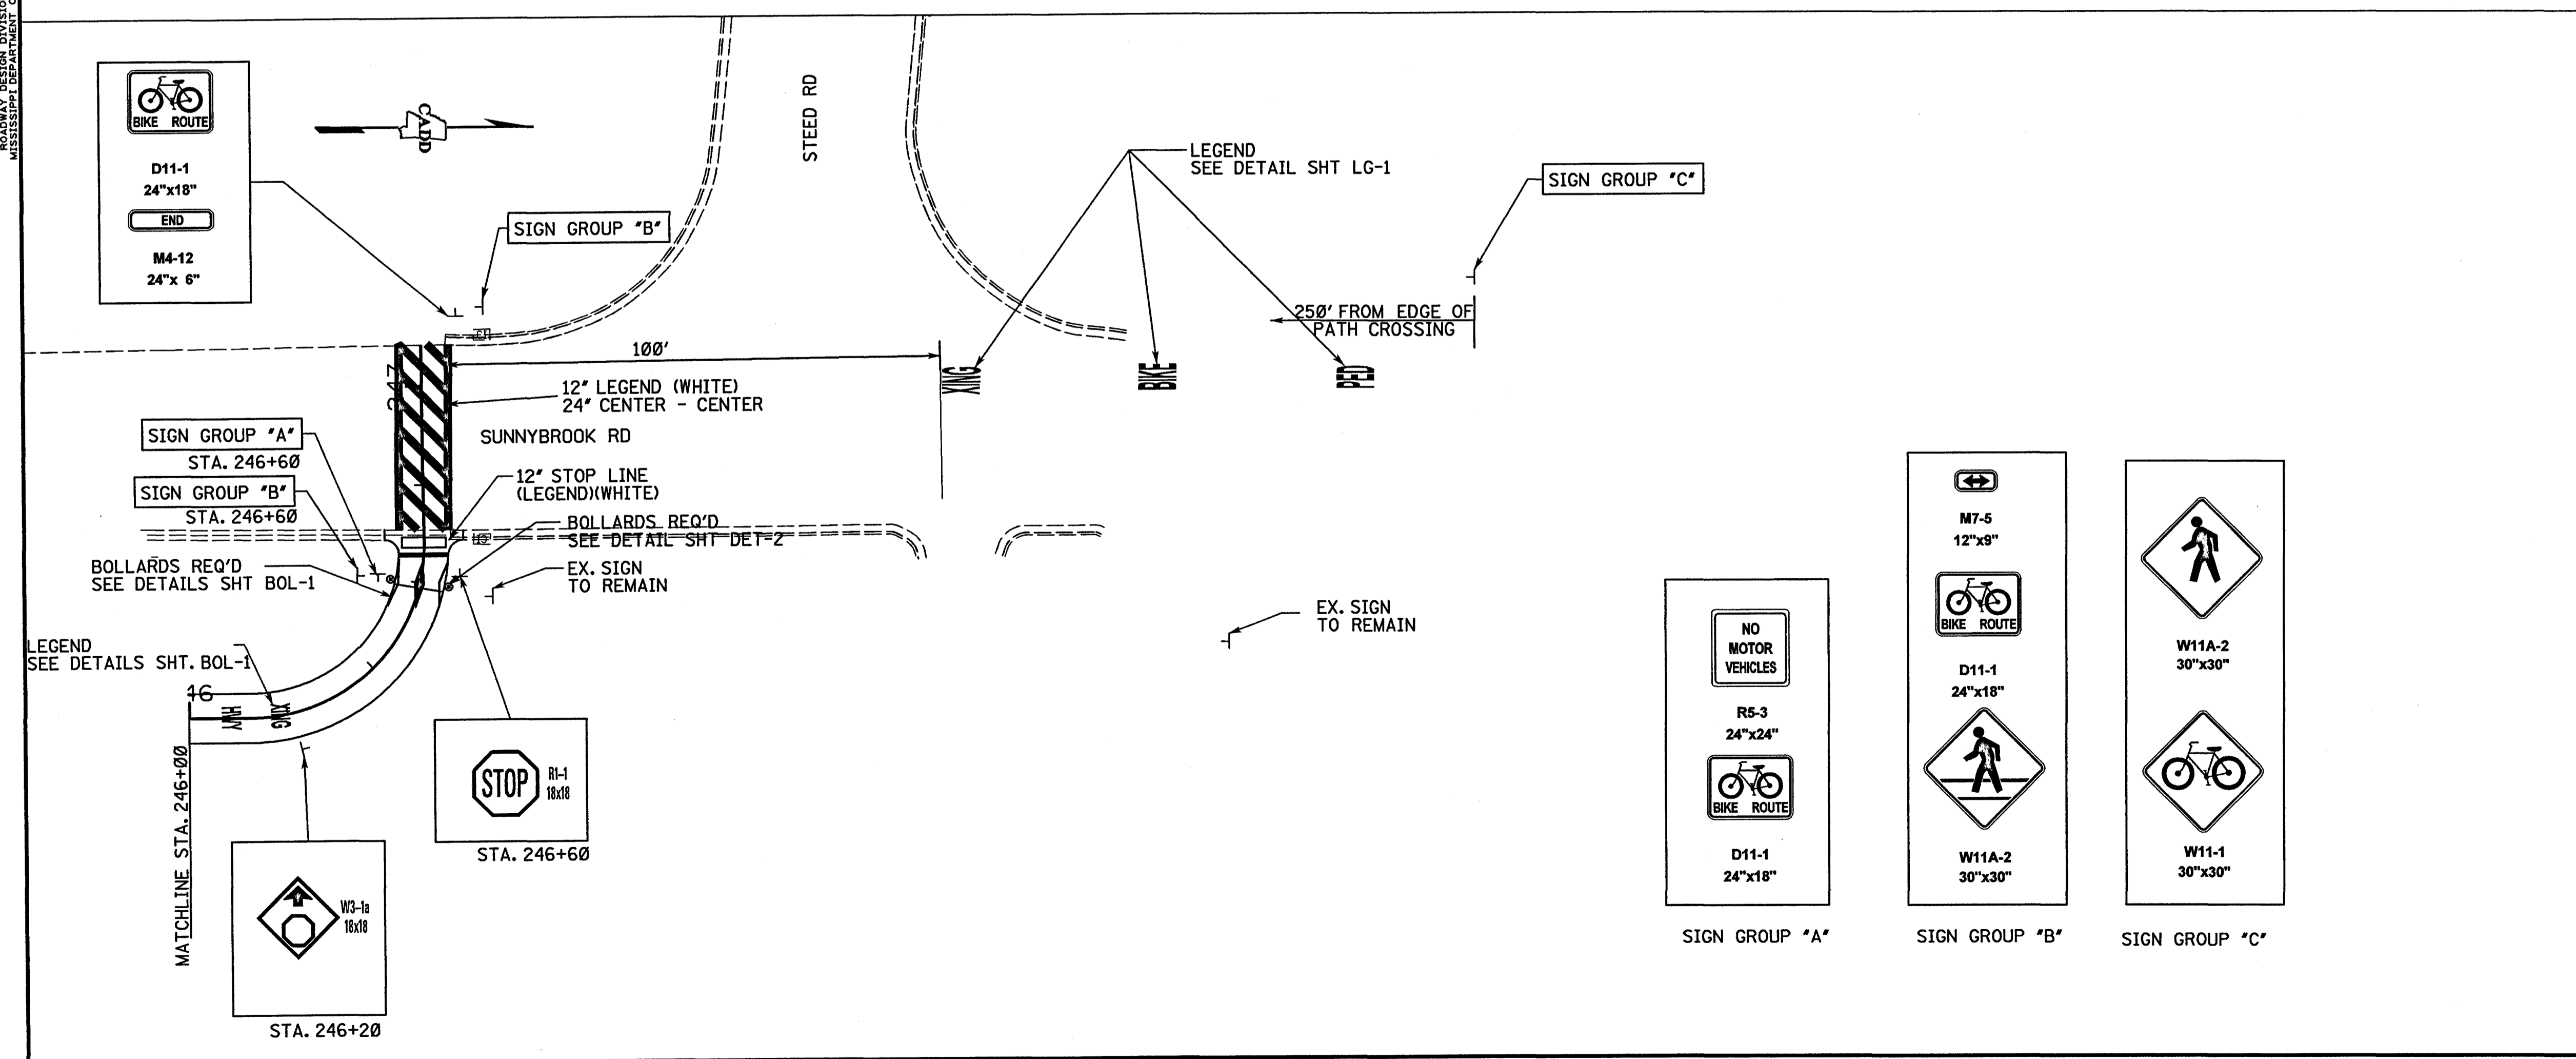 ROADWAY DESIGN DIVISIO
MISSISSIPPI DEPARTMENT O
BIKE ROUTE
D11-1
24"x18"
END
M4-12
24"x 6"
CADD
SIGN GROUP "B"
STEED RD
LEGEND
SEE DETAIL SHT LG-1
SIGN GROUP "C"
250' FROM EDGE OF
PATH CROSSING
100'
XING
BIKE
PED
247
12" LEGEND (WHITE)
24" CENTER - CENTER
SUNNYBROOK RD
SIGN GROUP "A"
STA. 246+60
SIGN GROUP "B"
STA. 246+60
12" STOP LINE
(LEGEND)(WHITE)
BOLLARDS REQ'D
SEE DETAIL SHT DET-2
BOLLARDS REQ'D
SEE DETAILS SHT BOL-1
EX. SIGN
TO REMAIN
EX. SIGN
TO REMAIN
LEGEND
SEE DETAILS SHT. BOL-1
HWY
XING
MATCHLINE STA. 246+00
STOP
R1-1
18x18
STA. 246+60
W3-1a
18x18
STA. 246+20
NO
MOTOR
VEHICLES
R5-3
24"x24"
BIKE ROUTE
D11-1
24"x18"
SIGN GROUP "A"
M7-5
12"x9"
BIKE ROUTE
D11-1
24"x18"
W11A-2
30"x30"
SIGN GROUP "B"
W11A-2
30"x30"
W11-1
30"x30"
SIGN GROUP "C"